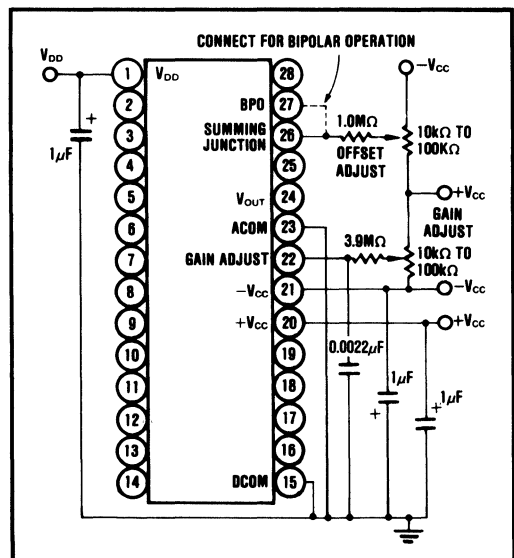 CONNECT FOR BIPOLAR OPERATION
VDD
1 VDD 28
−VCC
2 BPO 27
3 SUMMING JUNCTION 26
1.0MΩ
OFFSET ADJUST
10kΩ TO 100KΩ
+
1μF
4 25
5 VOUT 24
+VCC
6 ACOM 23
GAIN ADJUST
7 GAIN ADJUST 22
3.9MΩ
10kΩ TO 100kΩ
8 −VCC 21
−VCC
9 +VCC 20
+VCC
10 19
0.0022μF
1μF
+
1μF
+
11 18
12 17
13 16
14 DCOM 15